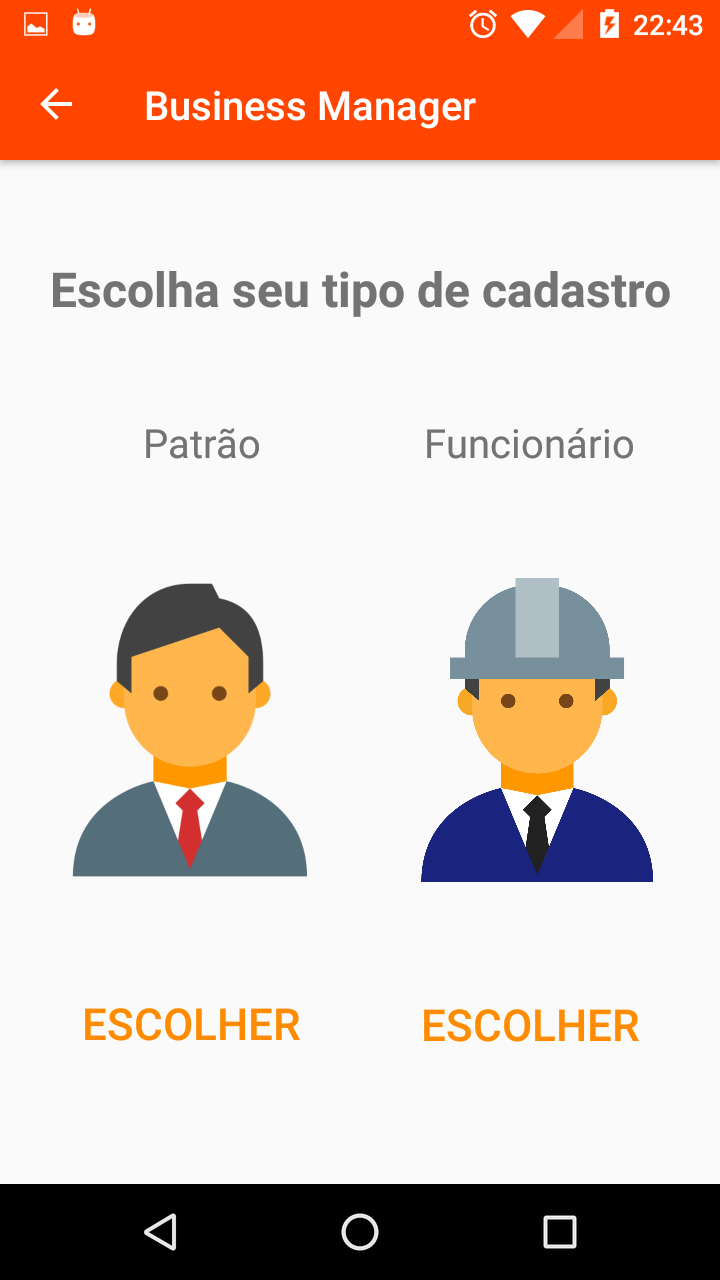 22:43
Business Manager
Escolha seu tipo de cadastro
Patrão Funcionário
ESCOLHER ESCOLHER